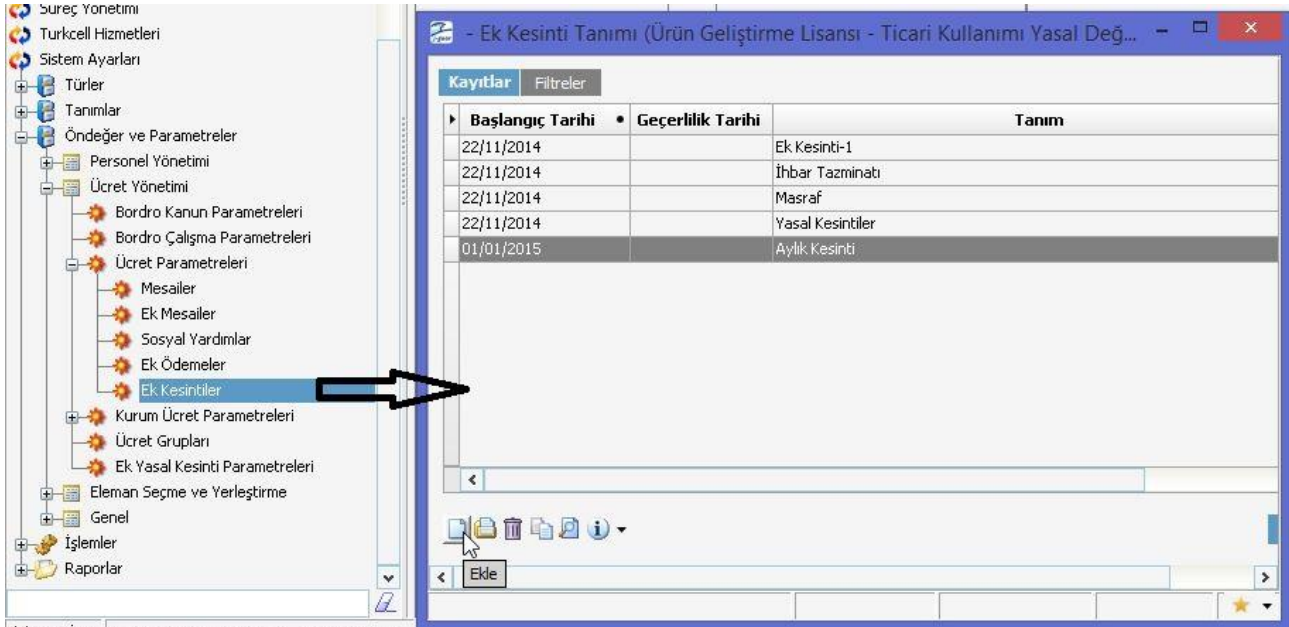 Süreç Yönetimi
Turkcell Hizmetleri
Sistem Ayarları
Türler
Tanımlar
Öndeğer ve Parametreler
Personel Yönetimi
Ücret Yönetimi
Bordro Kanun Parametreleri
Bordro Çalışma Parametreleri
Ücret Parametreleri
Mesailer
Ek Mesailer
Sosyal Yardımlar
Ek Ödemeler
Ek Kesintiler
Kurum Ücret Parametreleri
Ücret Grupları
Ek Yasal Kesinti Parametreleri
Eleman Seçme ve Yerleştirme
Genel
İşlemler
Raporlar
- Ek Kesinti Tanımı (Ürün Geliştirme Lisansı - Ticari Kullanımı Yasal Değ...
Kayıtlar Filtreler
Başlangıç Tarihi Geçerlilik Tarihi Tanım
22/11/2014 Ek Kesinti-1
22/11/2014 İhbar Tazminatı
22/11/2014 Masraf
22/11/2014 Yasal Kesintiler
01/01/2015 Aylık Kesinti
Ekle